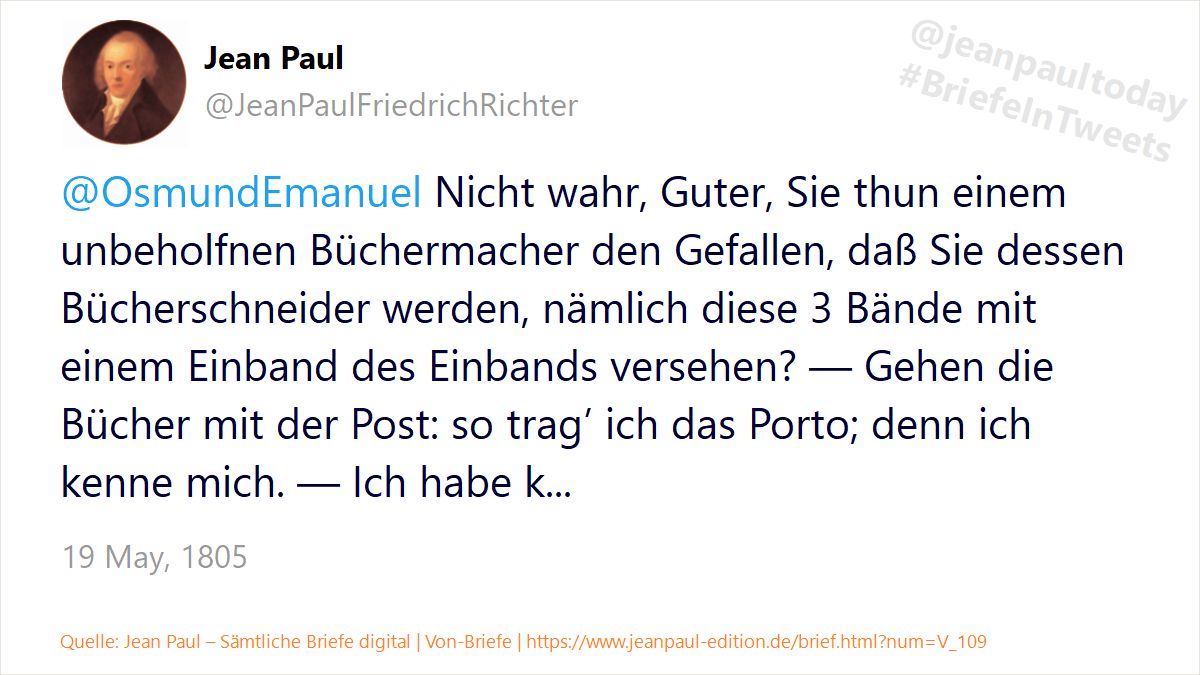 Jean Paul
@JeanPaulFriedrichRichter
@jeanpaultoday
#BriefeInTweets
@OsmundEmanuel Nicht wahr, Guter, Sie thun einem
unbeholfnen Büchermacher den Gefallen, daß Sie dessen
Bücherschneider werden, nämlich diese 3 Bände mit
einem Einband des Einbands versehen? — Gehen die
Bücher mit der Post: so trag’ ich das Porto; denn ich
kenne mich. — Ich habe k...
19 May, 1805
Quelle: Jean Paul – Sämtliche Briefe digital | Von-Briefe | https://www.jeanpaul-edition.de/brief.html?num=V_109